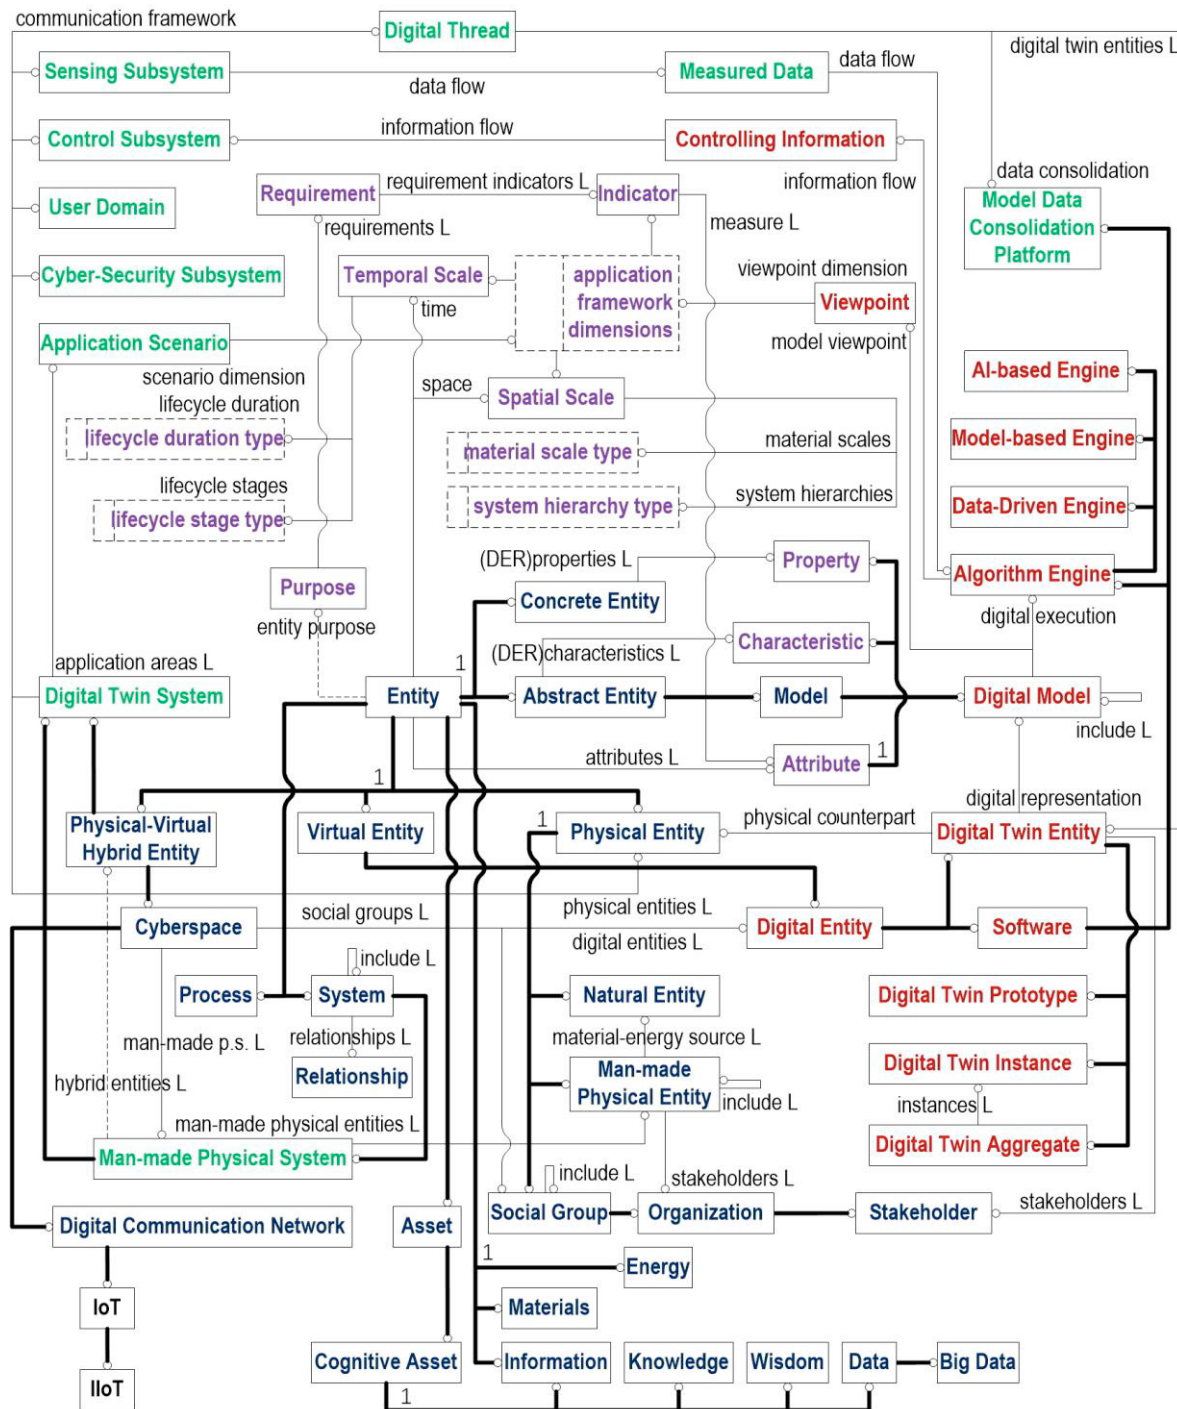 communication framework
Digital Thread
digital twin entities L
Sensing Subsystem
data flow
Measured Data
data flow
Control Subsystem
information flow
Controlling Information
information flow
data consolidation
Model Data
Consolidation
Platform
User Domain
Requirement
requirement indicators L
Indicator
requirements L
measure L
Cyber-Security Subsystem
Temporal Scale
time
application
framework
dimensions
viewpoint dimension
Viewpoint
model viewpoint
Application Scenario
scenario dimension
space
Spatial Scale
AI-based Engine
lifecycle duration
lifecycle duration type
material scale type
material scales
Model-based Engine
lifecycle stages
lifecycle stage type
system hierarchy type
system hierarchies
Data-Driven Engine
(DER)properties L
Property
Algorithm Engine
digital execution
Purpose
entity purpose
Concrete Entity
Characteristic
(DER)characteristics L
application areas L
Digital Twin System
1
Entity
Abstract Entity
Model
Digital Model
include L
attributes L
Attribute
1
1
digital representation
Physical-Virtual
Hybrid Entity
Virtual Entity
1
Physical Entity
physical counterpart
Digital Twin Entity
Cyberspace
social groups L
physical entities L
digital entities L
Digital Entity
Software
include L
Process
System
Natural Entity
Digital Twin Prototype
man-made p.s. L
relationships L
material-energy source L
hybrid entities L
Relationship
Man-made
Physical Entity
include L
Digital Twin Instance
instances L
man-made physical entities L
Man-made Physical System
Digital Twin Aggregate
include L
stakeholders L
stakeholders L
Digital Communication Network
Asset
Social Group
Organization
Stakeholder
1
Energy
IoT
Materials
Cognitive Asset
Information
Knowledge
Wisdom
Data
Big Data
IIoT
1